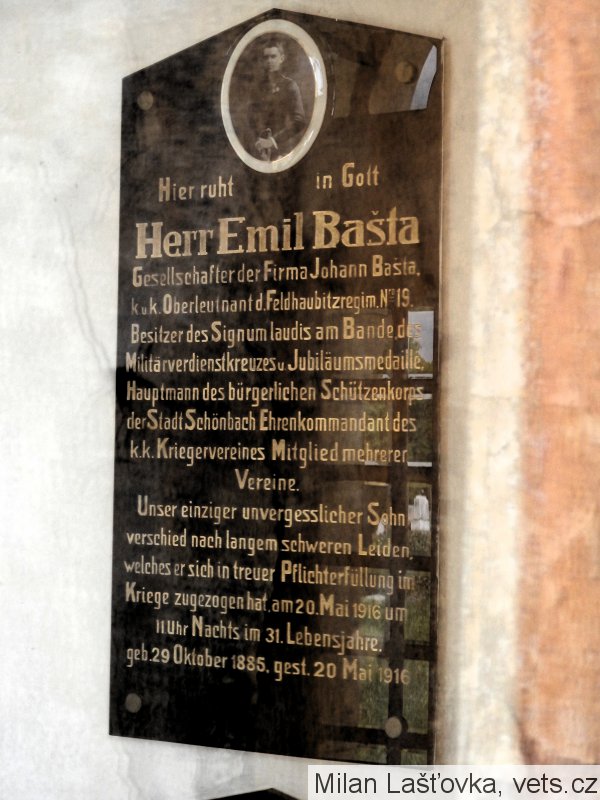 Hier ruht in Gott
Herr Emil Bašta
Gesellschafter der Firma Johann Bašta,
k.u.k. Oberleutnant d. Feldhaubitzregim. No 19.
Besitzer des Signum laudis am Bande, des
Militärverdienstkreuzes u Jubiläumsmedaille,
Hauptmann des bürgerlichen Schützenkorps
der Stadt Schönbach Ehrenkommandant des
k.k. Kriegervereines Mitglied mehrerer
Vereine.
Unser einziger unvergesslicher Sohn
verschied nach langem schweren Leiden,
welches er sich in treuer Pflichterfüllung im
Kriege zugezogen hat, am 20. Mai 1916 um
11 Uhr Nachts im 31. Lebensjahre.
geb. 29 Oktober 1885, gest. 20 Mai 1916
Milan Lašťovka, vets.cz